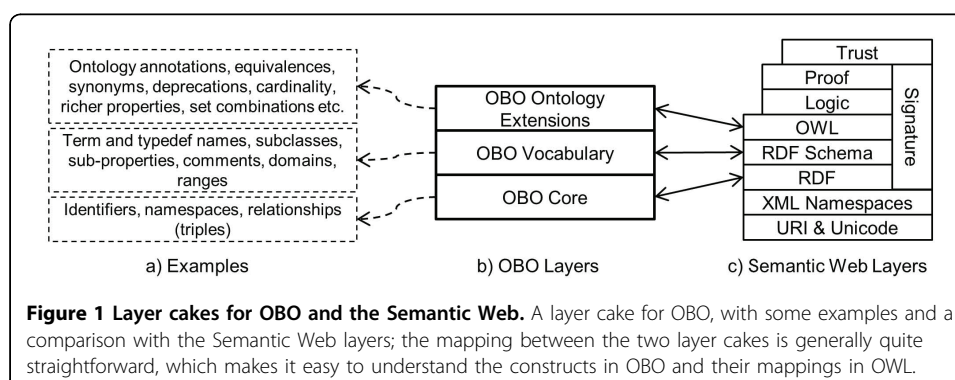 Ontology annotations, equivalences,
synonyms, deprecations, cardinality,
richer properties, set combinations etc.
Term and typedef names, subclasses,
sub-properties, comments, domains,
ranges
Identifiers, namespaces, relationships
(triples)
a) Examples
OBO Ontology
Extensions
OBO Vocabulary
OBO Core
b) OBO Layers
Trust
Proof
Logic
OWL
RDF Schema
RDF
XML Namespaces
URI & Unicode
Signature
c) Semantic Web Layers
Figure 1 Layer cakes for OBO and the Semantic Web. A layer cake for OBO, with some examples and a
comparison with the Semantic Web layers; the mapping between the two layer cakes is generally quite
straightforward, which makes it easy to understand the constructs in OBO and their mappings in OWL.